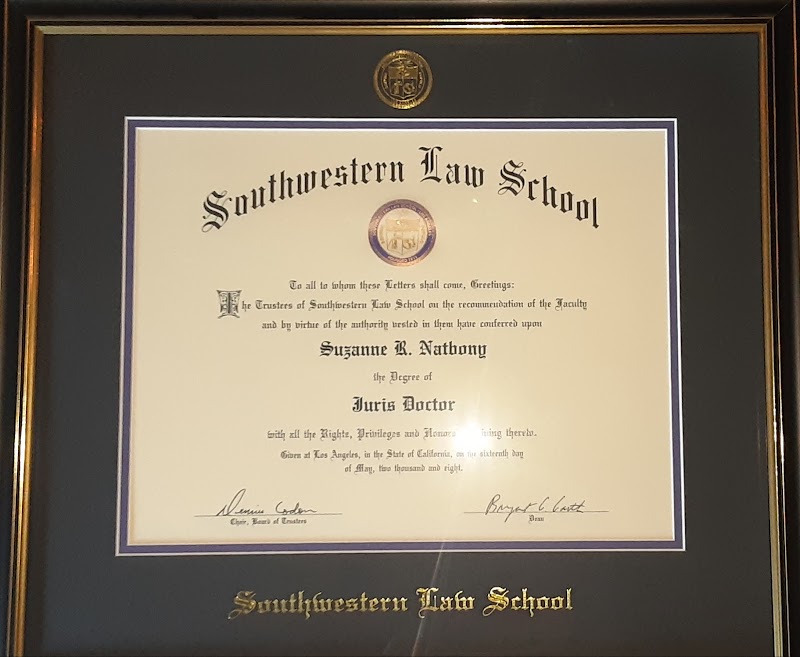 Southwestern Law School
To all to whom these Letters shall come, Greetings:
The Trustees of Southwestern Law School on the recommendation of the Faculty
and by virtue of the authority vested in them have conferred upon
Suzanne R. Nathony
the Degree of
Juris Doctor
with all the Rights, Privileges and Honors thereto.
Given at Los Angeles, in the State of California, on the sixteenth day
of May, two thousand and eight.
Dennis Bryant G. Garth
Chair, Board of Trustees Dean
Southwestern Law School